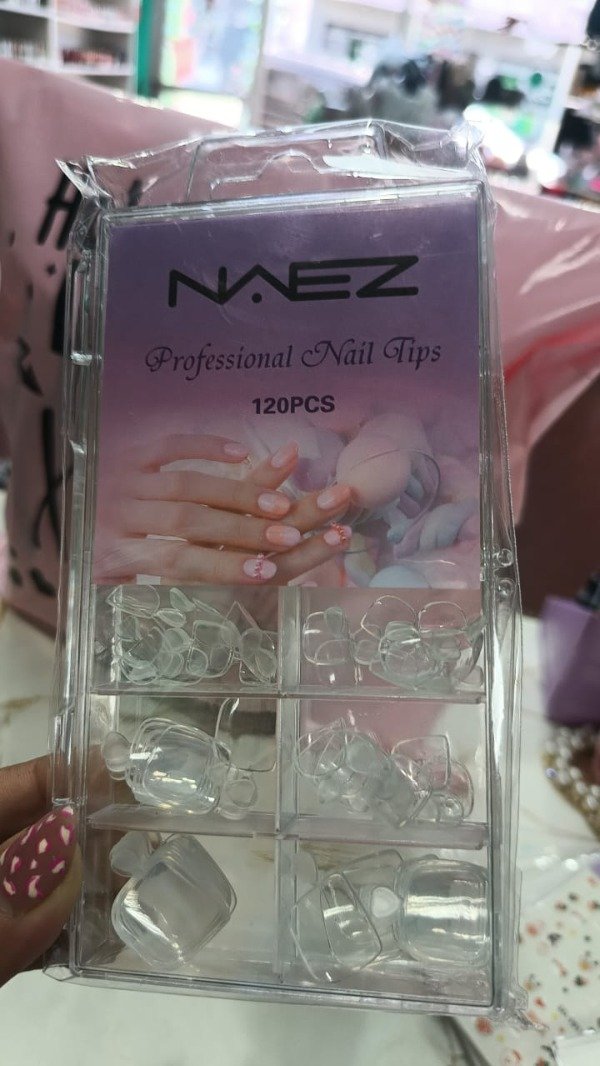 NAEZ
Professional Nail Tips
120PCS